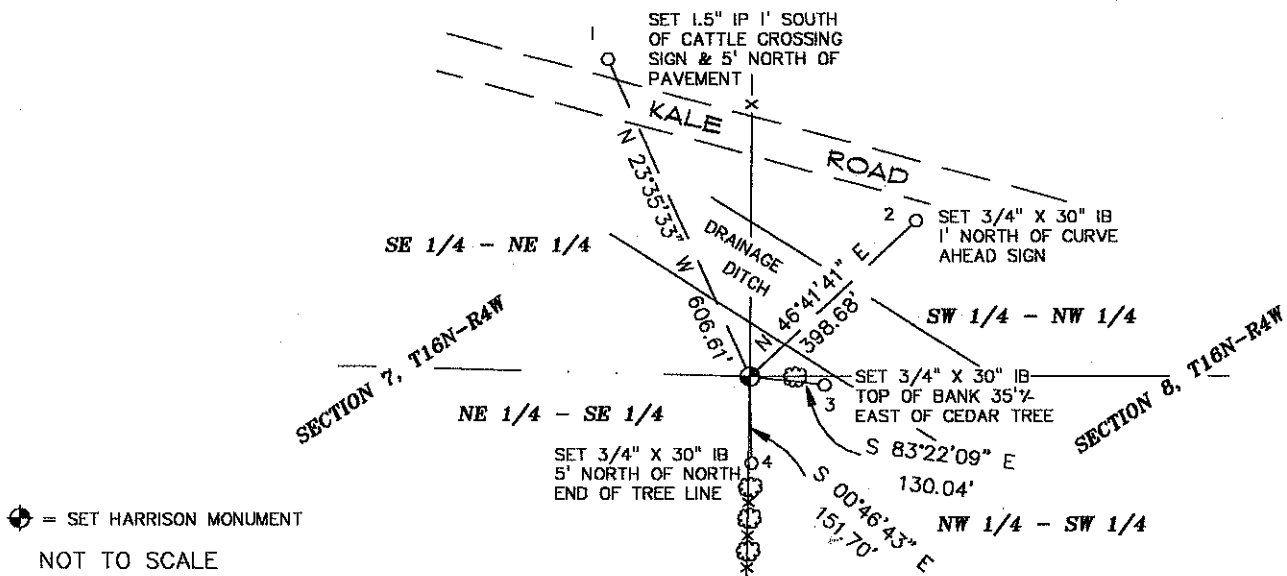 SET 1.5" IP 1' SOUTH
OF CATTLE CROSSING
SIGN & 5' NORTH OF
PAVEMENT
1
KALE ROAD
N 23°35'33" W 606.61'
2
SET 3/4" X 30" IB
1' NORTH OF CURVE
AHEAD SIGN
DRAINAGE
DITCH
SE 1/4 - NE 1/4
N 46°41'41" E
398.68'
SW 1/4 - NW 1/4
SECTION 7, T16N-R4W
SECTION 8, T16N-R4W
SET 3/4" X 30" IB
TOP OF BANK 35'
EAST OF CEDAR TREE
3
NE 1/4 - SE 1/4
S 83°22'09" E
130.04'
SET 3/4" X 30" IB
5' NORTH OF NORTH
END OF TREE LINE
4
S 00°46'43" E
151.70'
NW 1/4 - SW 1/4
= SET HARRISON MONUMENT
NOT TO SCALE